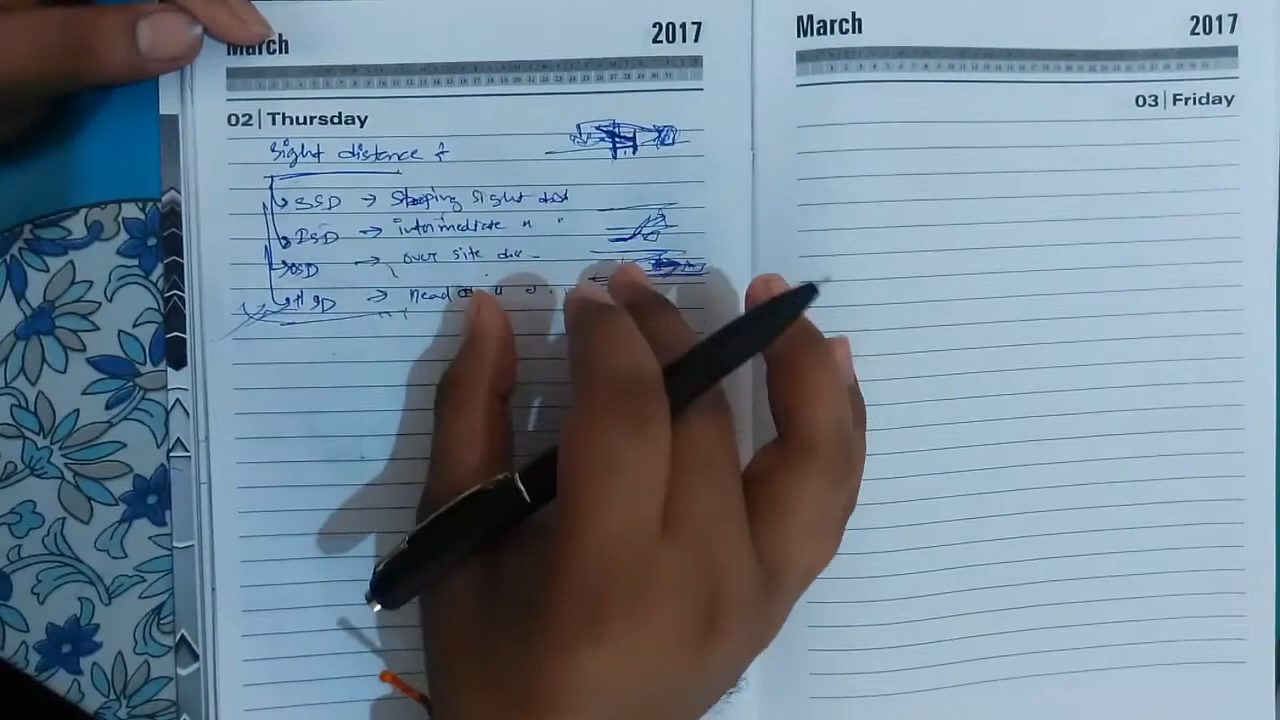 March 2017
02 | Thursday
Sight distance
SSD → Stopping Sight dist
ISD → intermediate " "
OSD → over site dis
HSD → Head
March 2017
03 | Friday